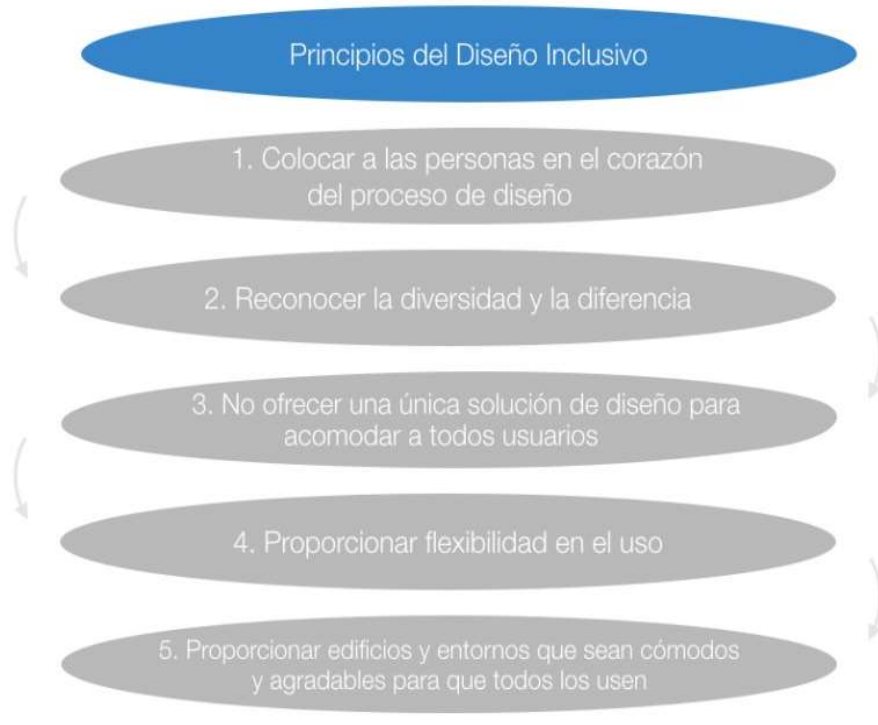 Principios del Diseño Inclusivo
1. Colocar a las personas en el corazón
del proceso de diseño
2. Reconocer la diversidad y la diferencia
3. No ofrecer una única solución de diseño para
acomodar a todos usuarios
4. Proporcionar flexibilidad en el uso
5. Proporcionar edificios y entornos que sean cómodos
y agradables para que todos los usen